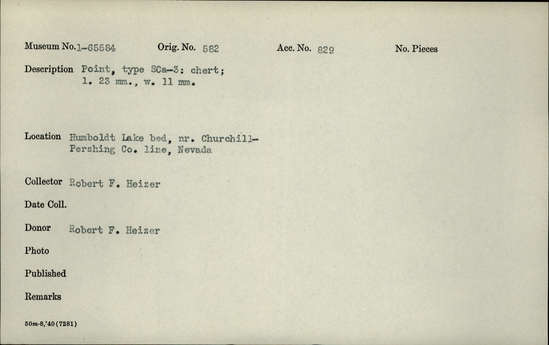 Museum No.1-65584 Orig. No. 582 Acc. No. 829 No. Pieces
Description Point, type SCa-3; chert;
l. 23 mm., w. 11 mm.
Location Humboldt Lake bed, nr. Churchill-
Pershing Co. line, Nevada
Collector Robert F. Heizer
Date Coll.
Donor Robert F. Heizer
Photo
Published
Remarks
50m-8,'40(7281)